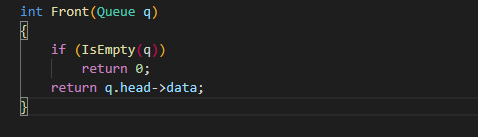 int Front(Queue q)
{
    if (IsEmpty(q))
        return 0;
    return q.head->data;
}